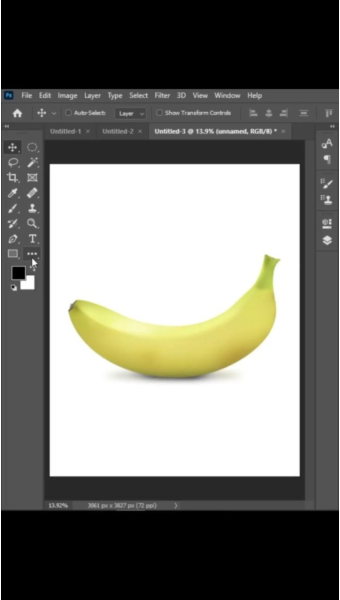 Ps File Edit Image Layer Type Select Filter 3D View Window Help
Auto-Select: Layer Show Transform Controls
Untitled-1 × Untitled-2 × Untitled-3 @ 13.9% (unnamed, RGB/8) * ×
13.92% 3061 px x 3827 px (72 ppi)